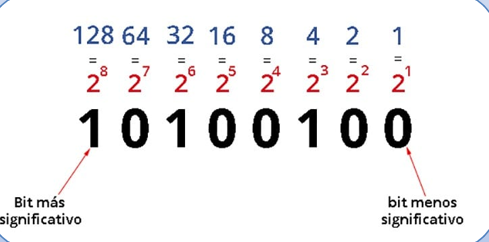 128 64 32 16 8 4 2 1
= = = = = = = =
2⁸ 2⁷ 2⁶ 2⁵ 2⁴ 2³ 2² 2¹
1 0 1 0 0 1 0 0
Bit más bit menos
significativo significativo